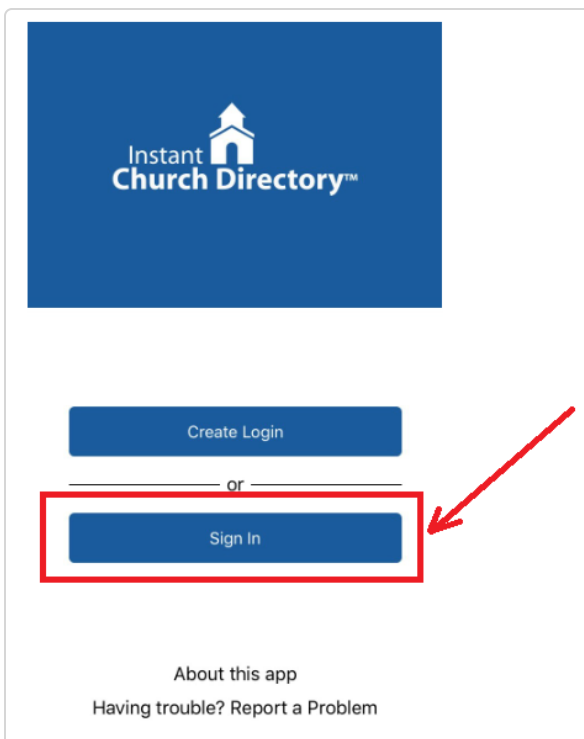 Instant
Church Directory™
Create Login
or
Sign In
About this app
Having trouble? Report a Problem